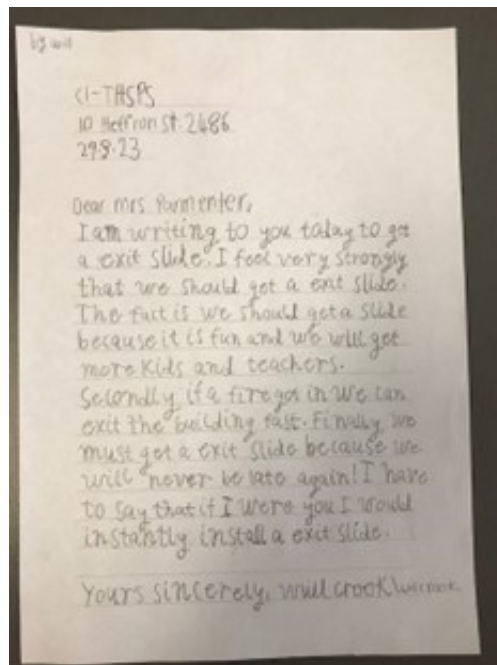 by will
C1-THSPS
10 Heffron St. 2486
29.8.23
Dear mrs Parmenter,
I am writing to you today to get
a exit slide. I feel very strongly
that we should get a exit slide.
The fact is we should get a slide
because it is fun and we will get
more kids and teachers.
Secondly if a fire got in we can
exit the building fast. Finally we
must get a exit slide because we
will never be late again! I have
to say that if I were you I would
instantly install a exit slide.
Yours sincerely, will crook